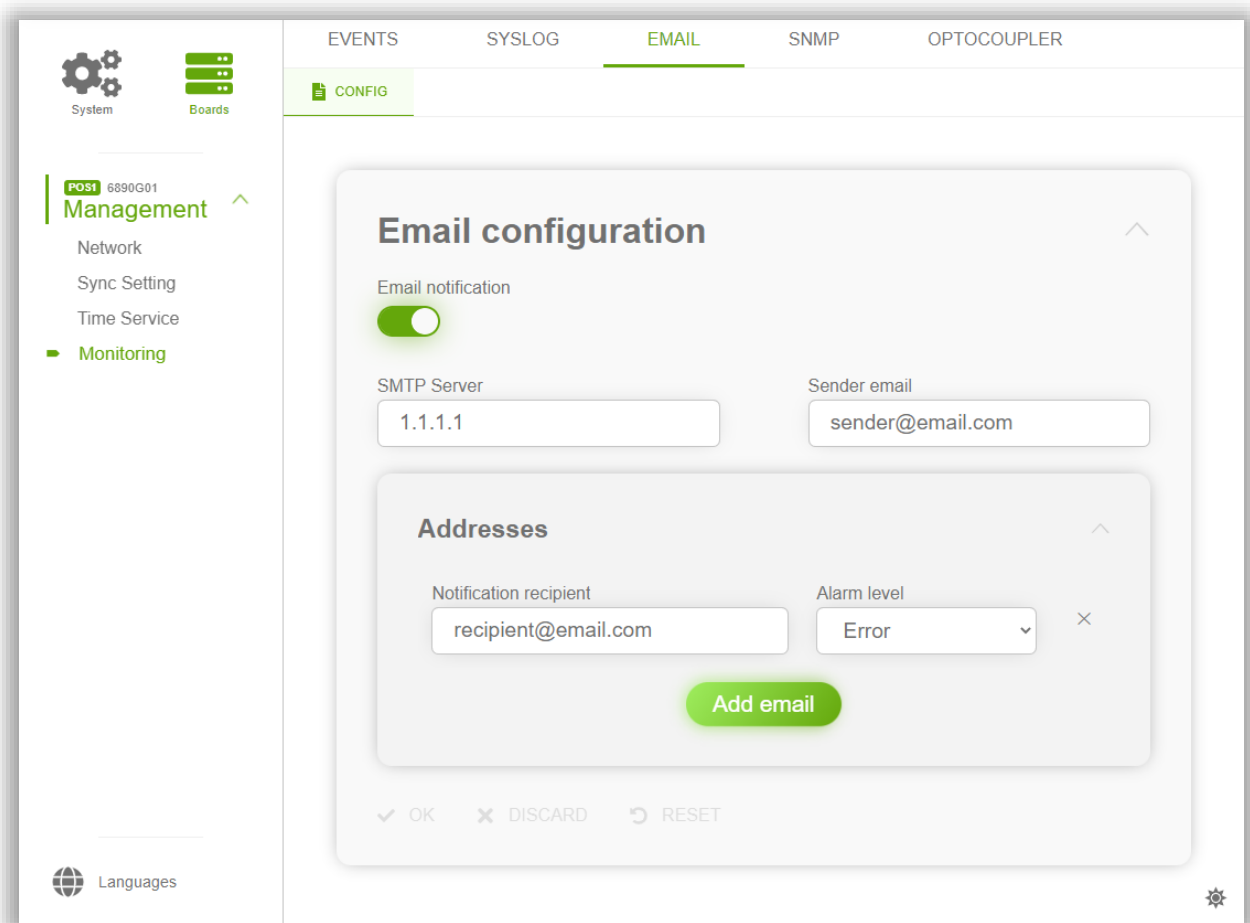 EVENTS SYSLOG EMAIL SNMP OPTOCOUPLER
System Boards
CONFIG
POS1 6890G01
Management
Network
Sync Setting
Time Service
Monitoring
Email configuration
Email notification
SMTP Server Sender email
1.1.1.1 sender@email.com
Addresses
Notification recipient Alarm level
recipient@email.com Error
Add email
OK DISCARD RESET
Languages